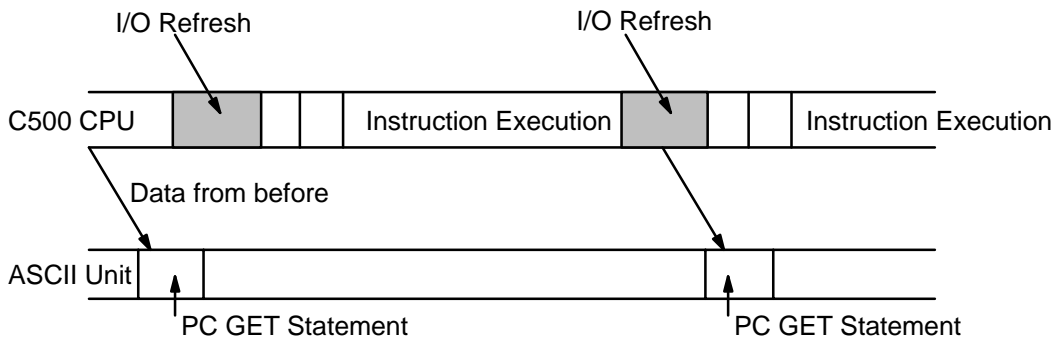 I/O Refresh
I/O Refresh
C500 CPU
Instruction Execution
Instruction Execution
Data from before
ASCII Unit
PC GET Statement
PC GET Statement